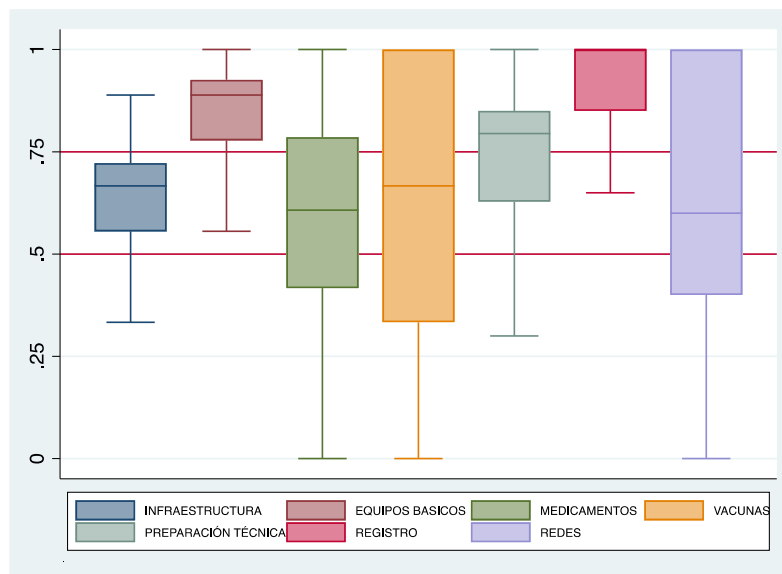 1
.75
.5
.25
0
INFRAESTRUCTURA EQUIPOS BASICOS MEDICAMENTOS VACUNAS
PREPARACIÓN TÉCNICA REGISTRO REDES